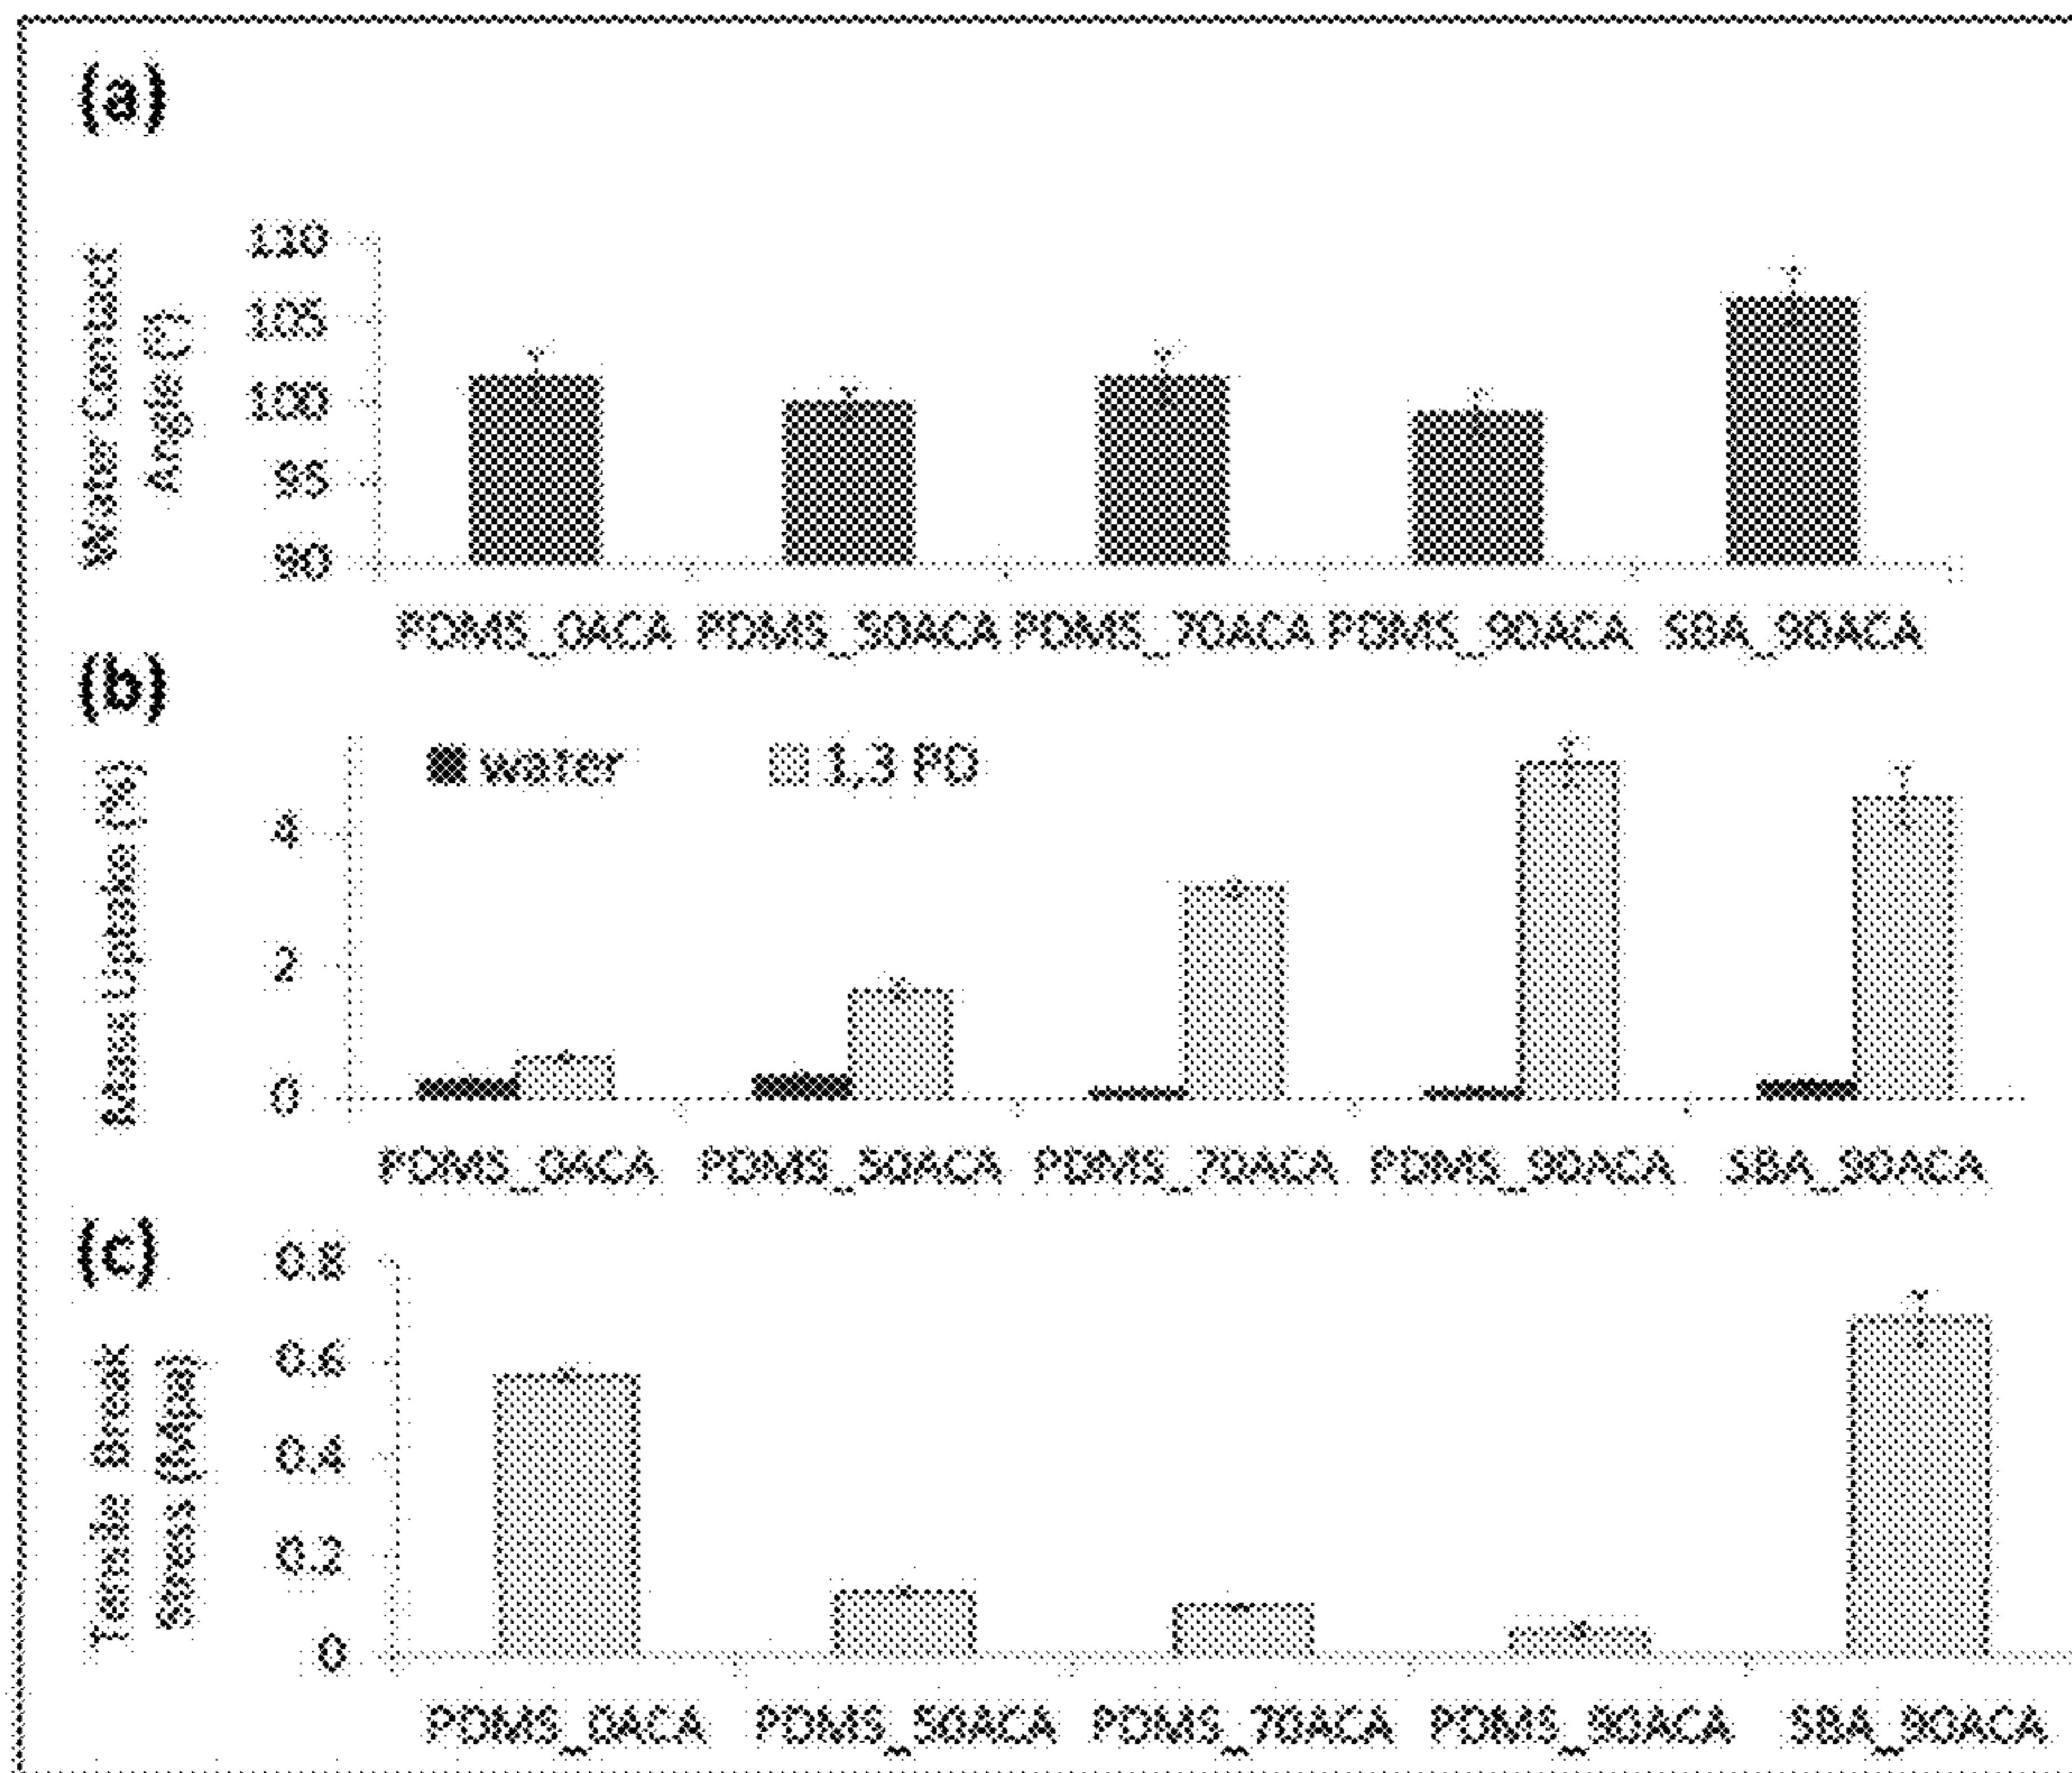 (a)
Water Contact
Angle (°)
110
105
100
95
90
PDMS_0ACA PDMS_50ACA PDMS_70ACA PDMS_90ACA SBA_90ACA
(b)
Mass Uptake (%)
water 1,3 PD
4
2
0
PDMS_0ACA PDMS_50ACA PDMS_70ACA PDMS_90ACA SBA_90ACA
(c)
Tensile Break
Stress (MPa)
0.8
0.6
0.4
0.2
0
PDMS_0ACA PDMS_50ACA PDMS_70ACA PDMS_90ACA SBA_90ACA